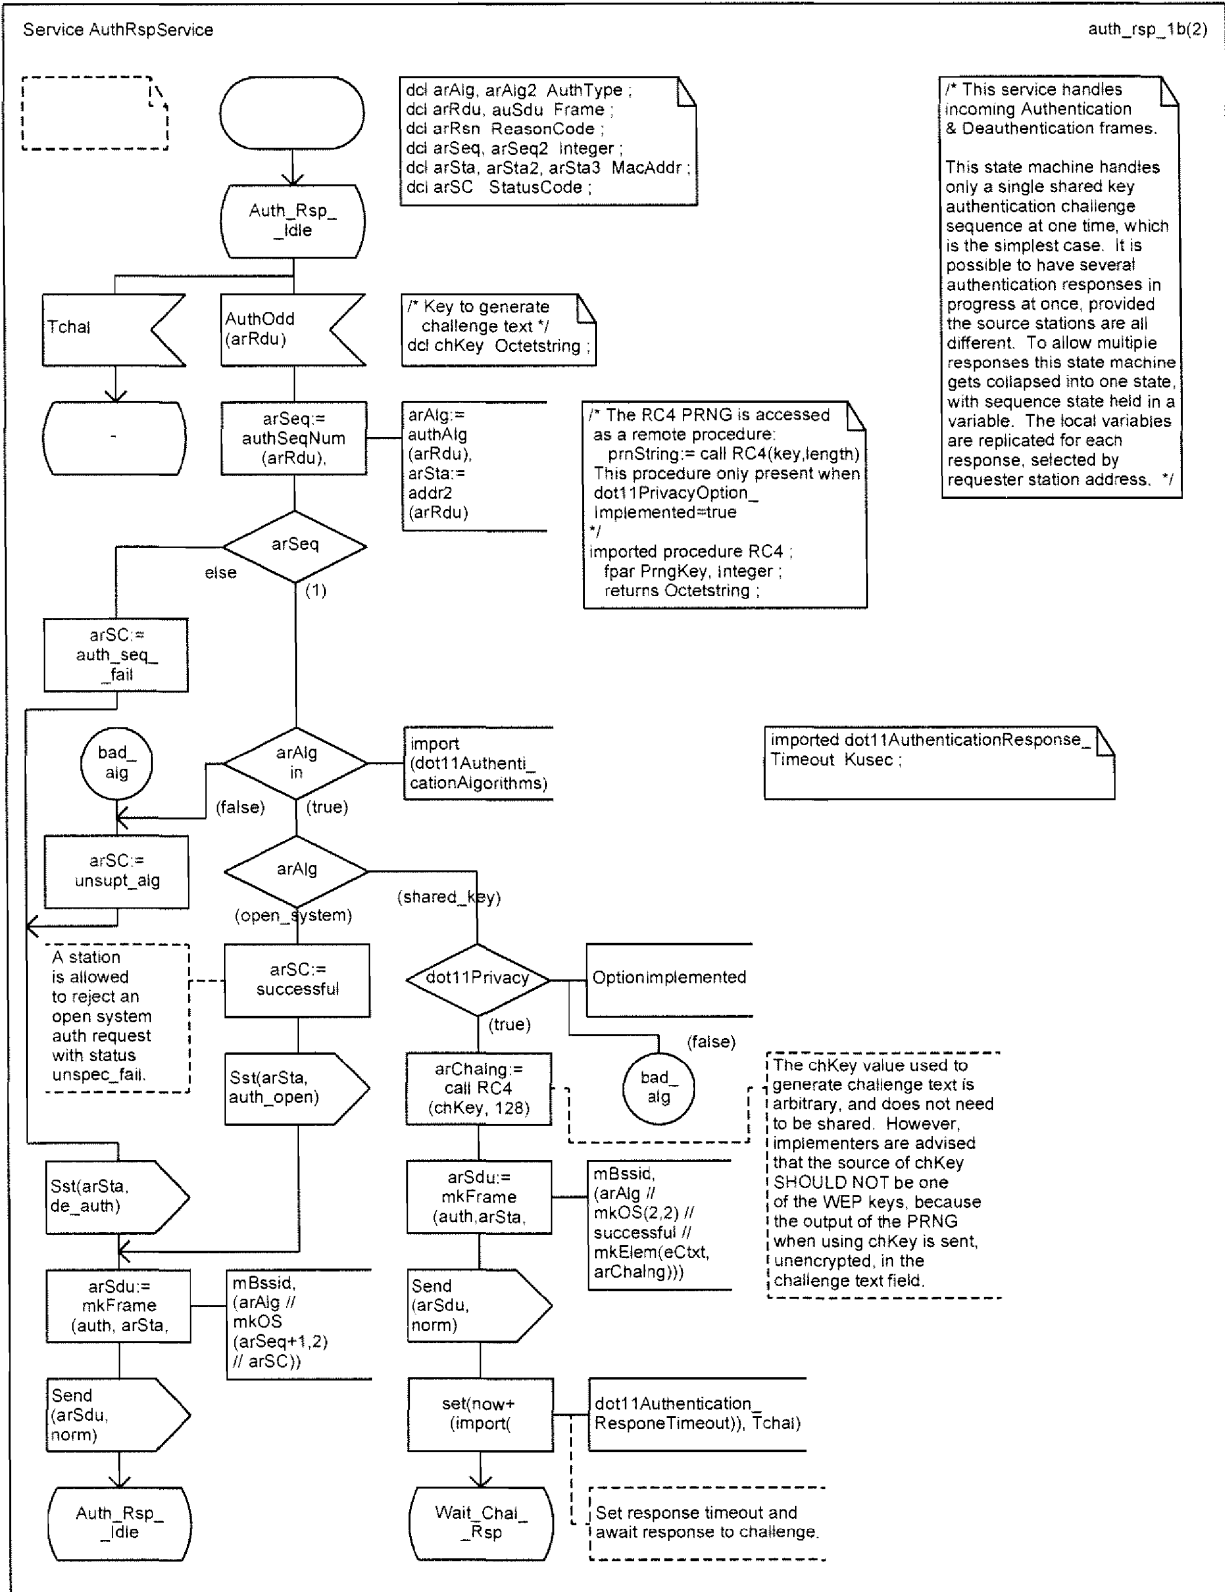 Service AuthRspService
auth_rsp_1b(2)
dcl arAlg, arAlg2 AuthType ;
dcl arRdu, auSdu Frame ;
dcl arRsn ReasonCode ;
dcl arSeq, arSeq2 Integer ;
dcl arSta, arSta2, arSta3 MacAddr ;
dcl arSC StatusCode ;
/* This service handles
incoming Authentication
& Deauthentication frames.
This state machine handles
only a single shared key
authentication challenge
sequence at one time, which
is the simplest case. It is
possible to have several
authentication responses in
progress at once, provided
the source stations are all
different. To allow multiple
responses this state machine
gets collapsed into one state,
with sequence state held in a
variable. The local variables
are replicated for each
response, selected by
requester station address. */
Auth_Rsp_
_Idle
Tchal
AuthOdd
(arRdu)
/* Key to generate
challenge text */
dcl chKey Octetstring ;
-
arSeq:=
authSeqNum
(arRdu),
arAlg:=
authAlg
(arRdu),
arSta:=
addr2
(arRdu)
/* The RC4 PRNG is accessed
as a remote procedure:
prnString:= call RC4(key,length)
This procedure only present when
dot11PrivacyOption_
Implemented=true
*/
imported procedure RC4 ;
fpar PrngKey, Integer ;
returns Octetstring ;
arSeq
else
(1)
arSC:=
auth_seq_
_fail
bad_
alg
arAlg
in
import
(dot11Authenti_
cationAlgorithms)
imported dot11AuthenticationResponse_
Timeout Kusec ;
(false)
(true)
arSC:=
unsupt_alg
arAlg
(shared_key)
(open_system)
A station
is allowed
to reject an
open system
auth request
with status
unspec_fail.
arSC:=
successful
dot11Privacy
OptionImplemented
(true)
(false)
Sst(arSta,
auth_open)
arChalng:=
call RC4
(chKey, 128)
bad_
alg
The chKey value used to
generate challenge text is
arbitrary, and does not need
to be shared. However,
implementers are advised
that the source of chKey
SHOULD NOT be one
of the WEP keys, because
the output of the PRNG
when using chKey is sent,
unencrypted, in the
challenge text field.
Sst(arSta,
de_auth)
arSdu:=
mkFrame
(auth,arSta,
mBssid,
(arAlg //
mkOS(2,2) //
successful //
mkElem(eCtxt,
arChalng)))
arSdu:=
mkFrame
(auth, arSta,
mBssid,
(arAlg //
mkOS
(arSeq+1,2)
// arSC))
Send
(arSdu,
norm)
Send
(arSdu,
norm)
set(now+
(import(
dot11Authentication_
ResponeTimeout)), Tchal)
Auth_Rsp_
_Idle
Wait_Chal_
_Rsp
Set response timeout and
await response to challenge.